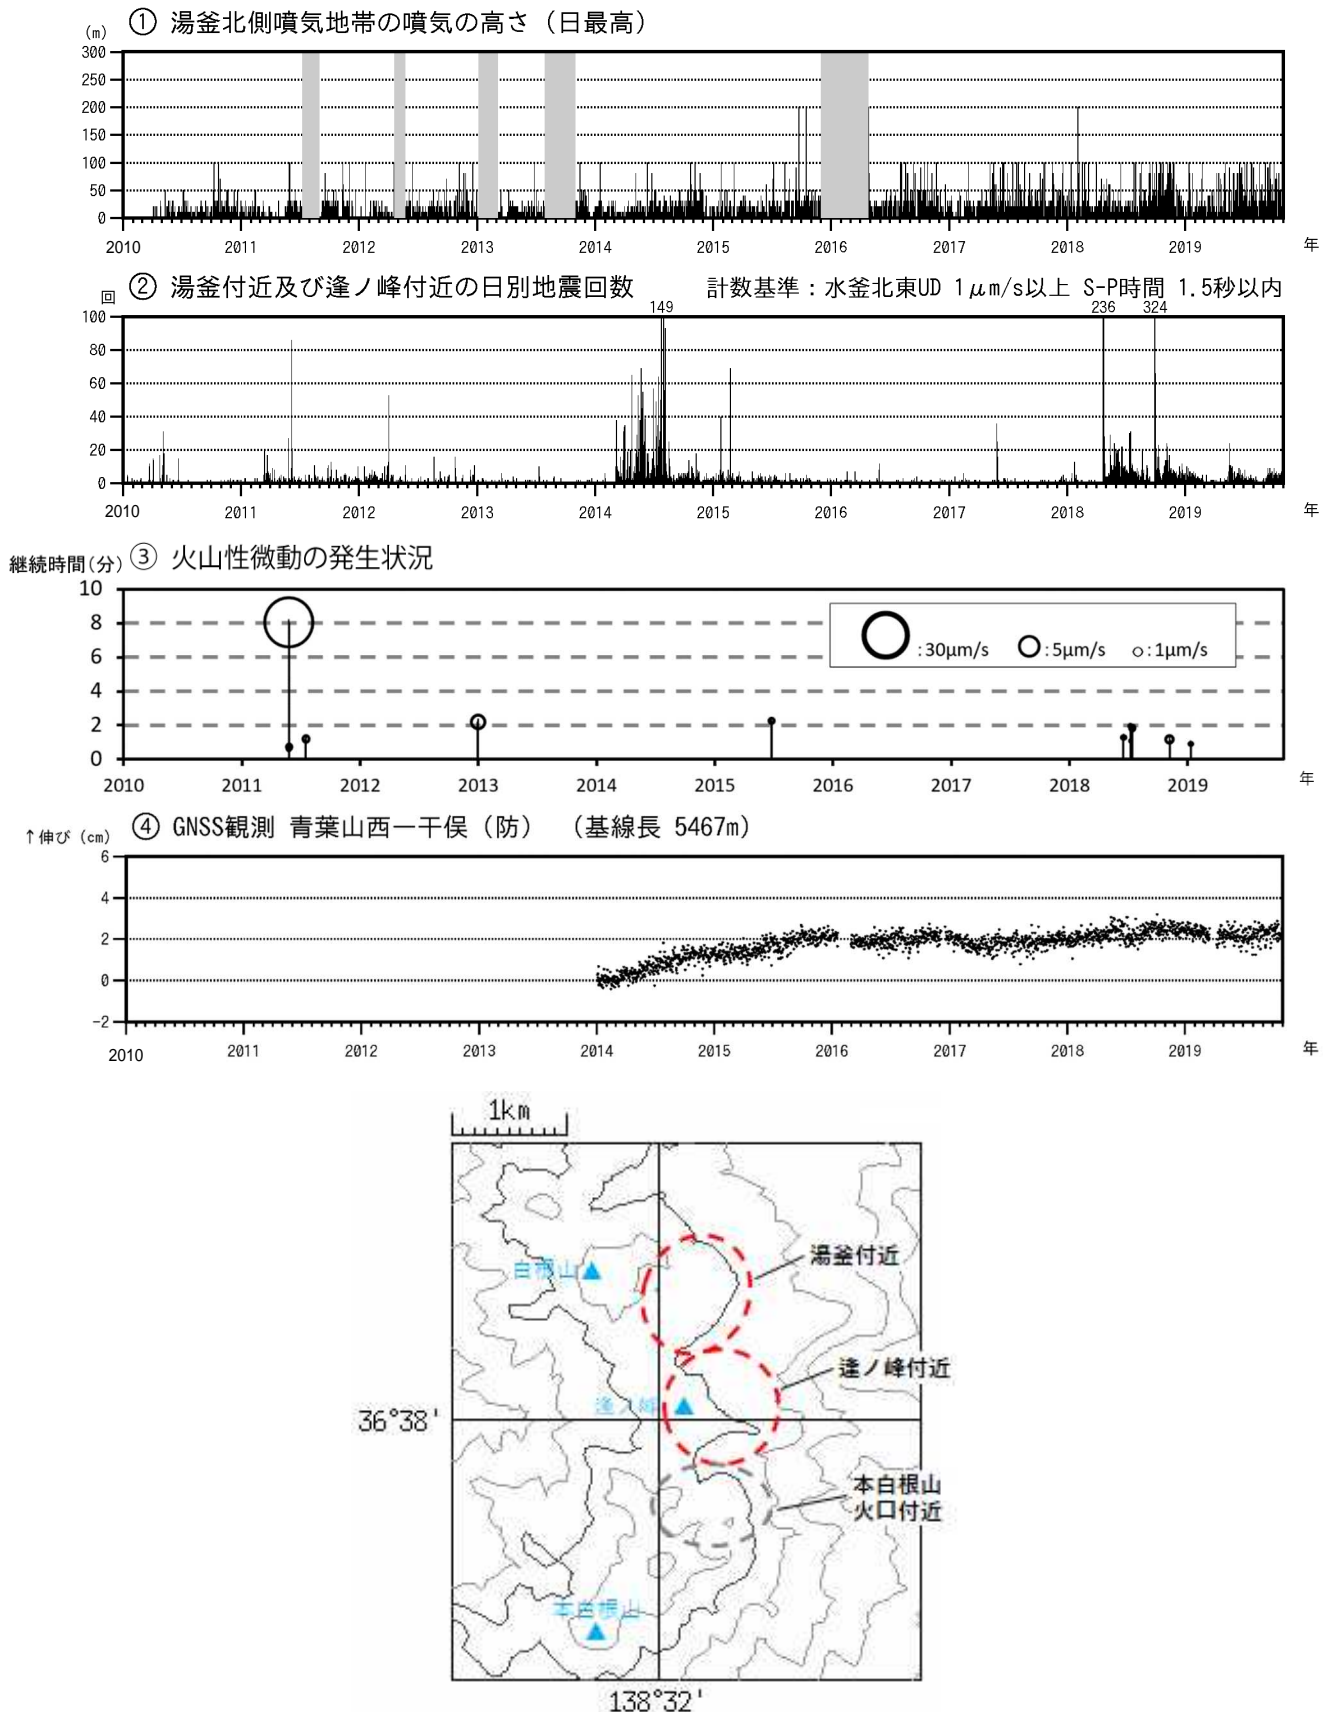 ① 湯釜北側噴気地帯の噴気の高さ（日最高）
(m)
300
250
200
150
100
50
0
2010 2011 2012 2013 2014 2015 2016 2017 2018 2019 年
② 湯釜付近及び逢ノ峰付近の日別地震回数 計数基準：水釜北東UD 1μm/s以上 S-P時間 1.5秒以内
回
149 236 324
100
80
60
40
20
0
2010 2011 2012 2013 2014 2015 2016 2017 2018 2019 年
継続時間(分) ③ 火山性微動の発生状況
10
8
6
4
2
0
:30μm/s :5μm/s :1μm/s
2010 2011 2012 2013 2014 2015 2016 2017 2018 2019 年
↑伸び (cm) ④ GNSS観測 青葉山西ー干俣（防） （基線長 5467m）
6
4
2
0
-2
2010 2011 2012 2013 2014 2015 2016 2017 2018 2019 年
1km
湯釜付近
白根山
逢ノ峰付近
逢ノ峰
36°38'
本白根山
火口付近
本白根山
138°32'